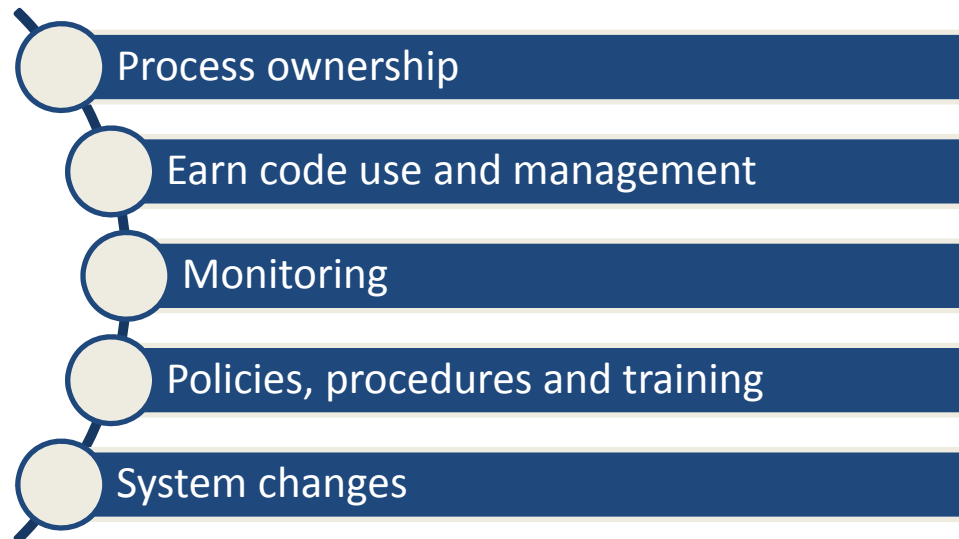 Process ownership
Earn code use and management
Monitoring
Policies, procedures and training
System changes